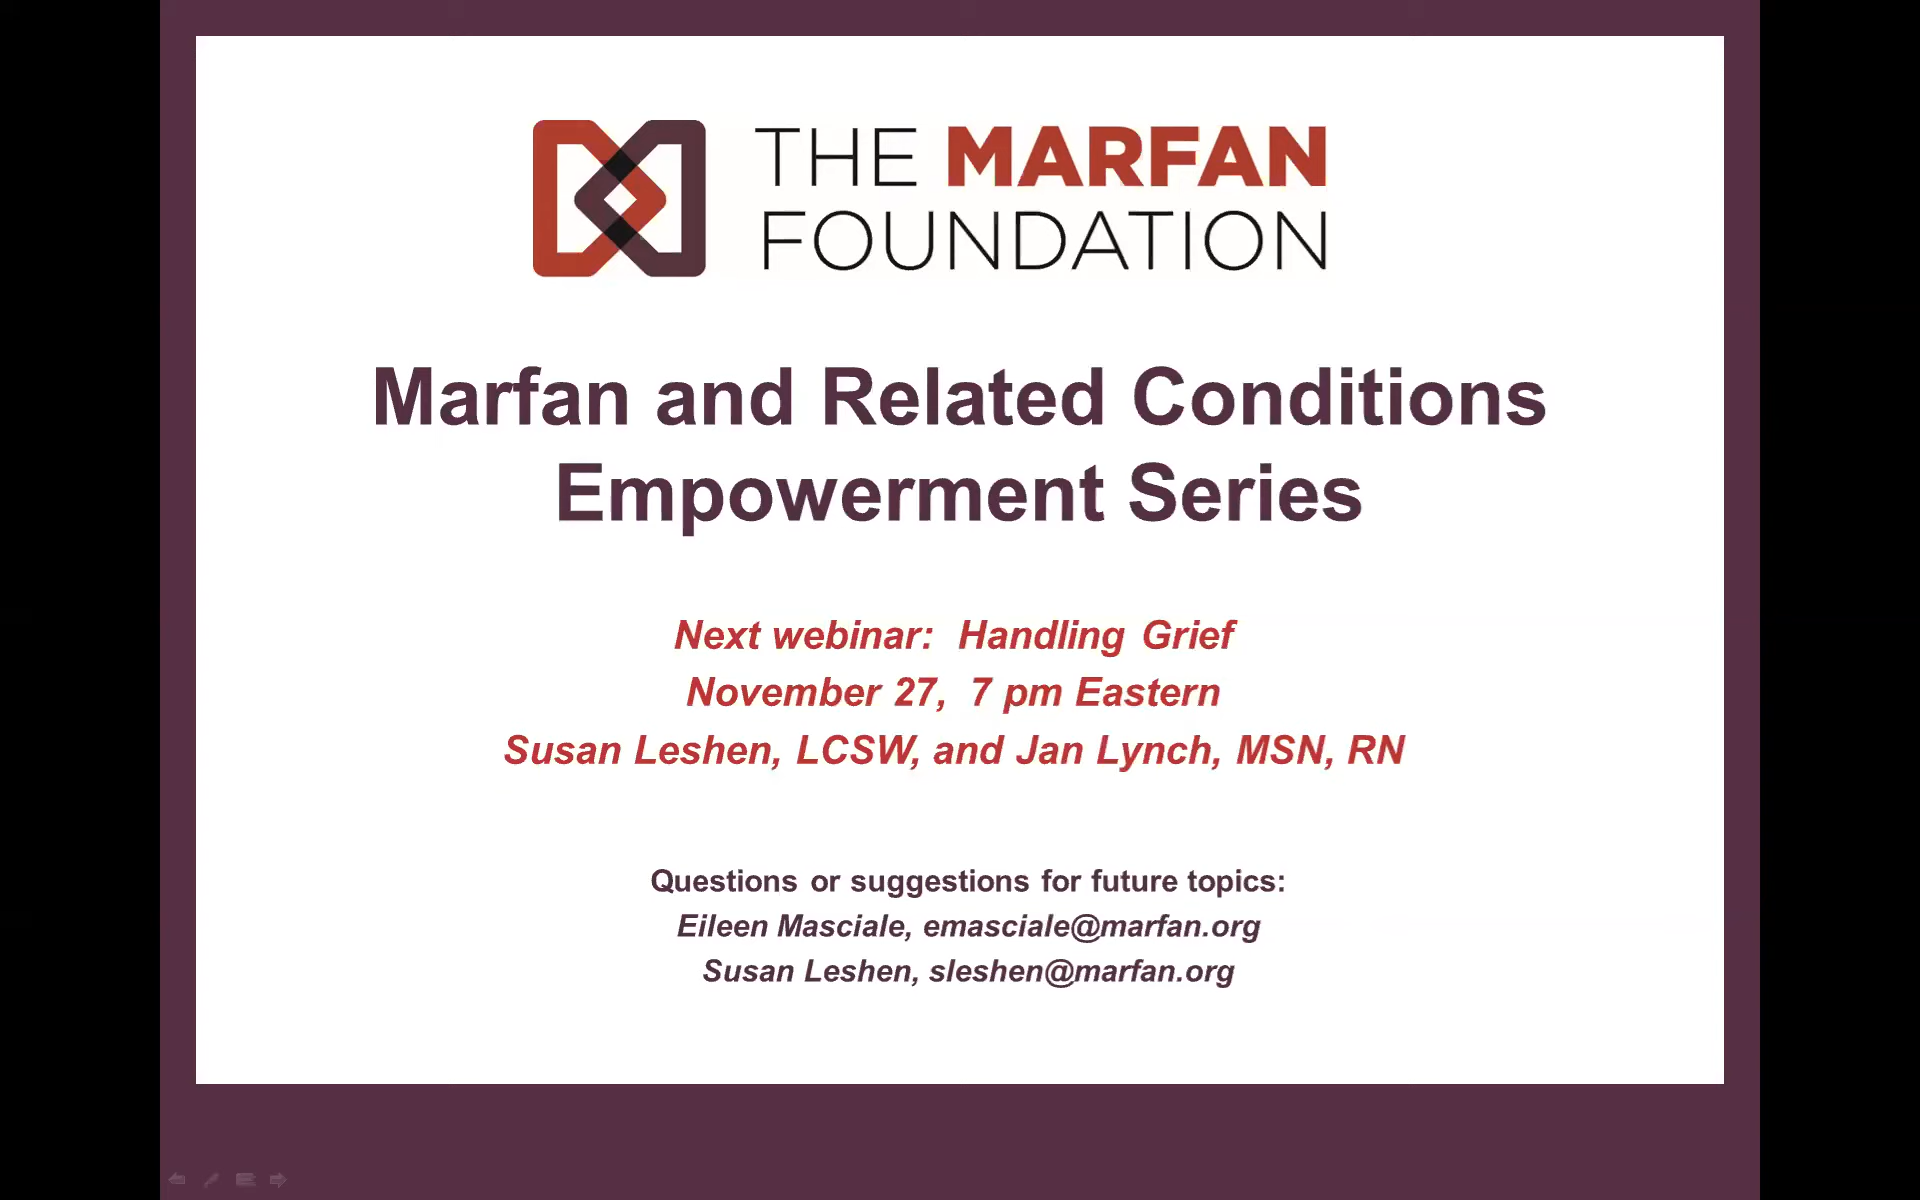 THE MARFAN
FOUNDATION
Marfan and Related Conditions
Empowerment Series
Next webinar:  Handling Grief
November 27,  7 pm Eastern
Susan Leshen, LCSW, and Jan Lynch, MSN, RN
Questions or suggestions for future topics:
Eileen Masciale, emasciale@marfan.org
Susan Leshen, sleshen@marfan.org